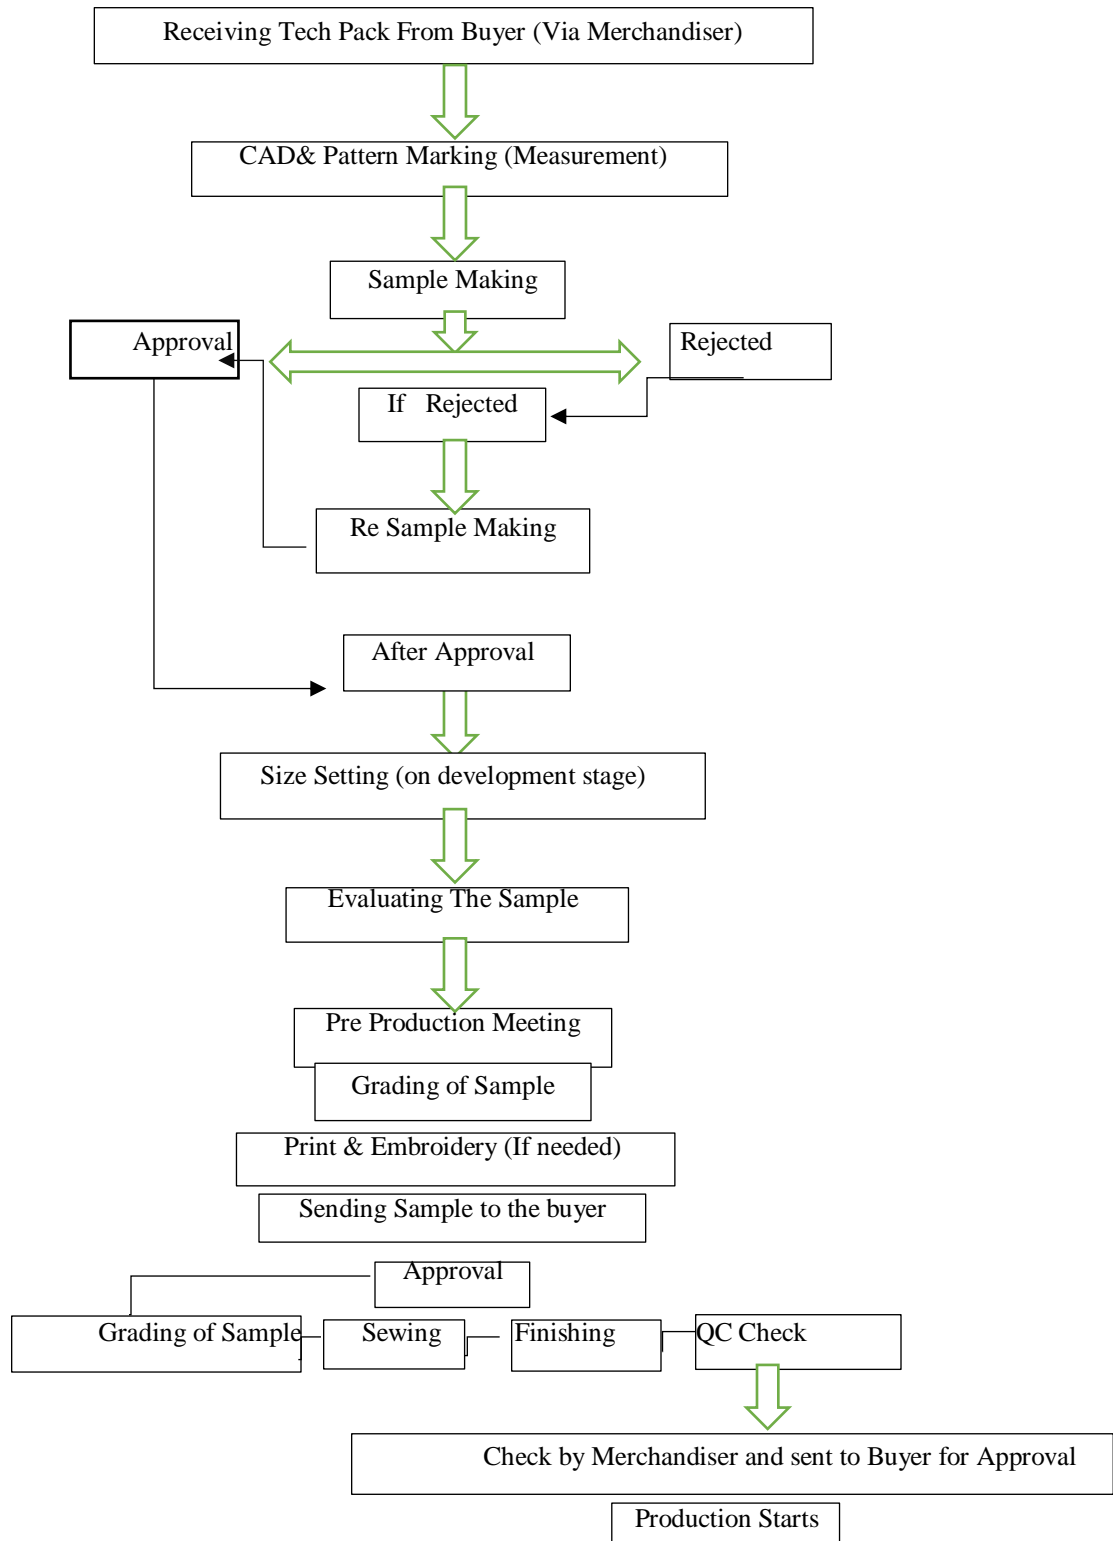 Receiving Tech Pack From Buyer (Via Merchandiser)
CAD& Pattern Marking (Measurement)
Sample Making
Approval
Rejected
If Rejected
Re Sample Making
After Approval
Size Setting (on development stage)
Evaluating The Sample
Pre Production Meeting
Grading of Sample
Print & Embroidery (If needed)
Sending Sample to the buyer
Approval
Grading of Sample
Sewing
Finishing
QC Check
Check by Merchandiser and sent to Buyer for Approval
Production Starts